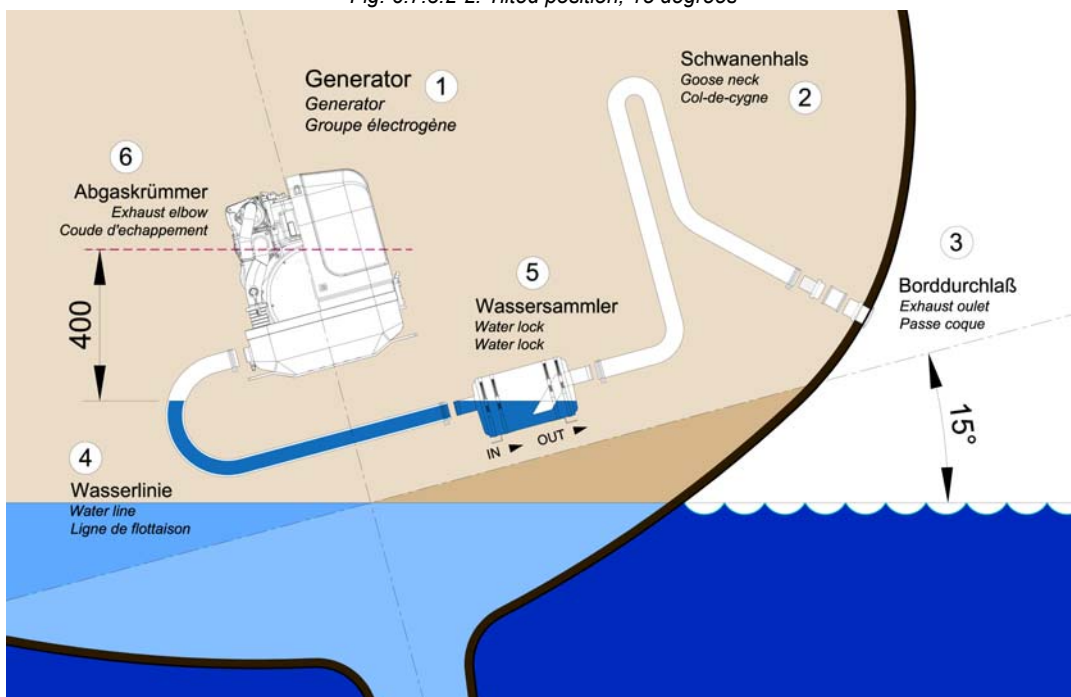 Fig. 6.7.3.2-2: Tilted position, 15 degrees
Generator
Generator
Groupe électrogène
1
Schwanenhals
Goose neck
Col-de-cygne
2
6
Abgaskrümmer
Exhaust elbow
Coude d'echappement
3
Borddurchlaß
Exhaust oulet
Passe coque
5
Wassersammler
Water lock
Water lock
400
15°
IN
OUT
4
Wasserlinie
Water line
Ligne de flottaison